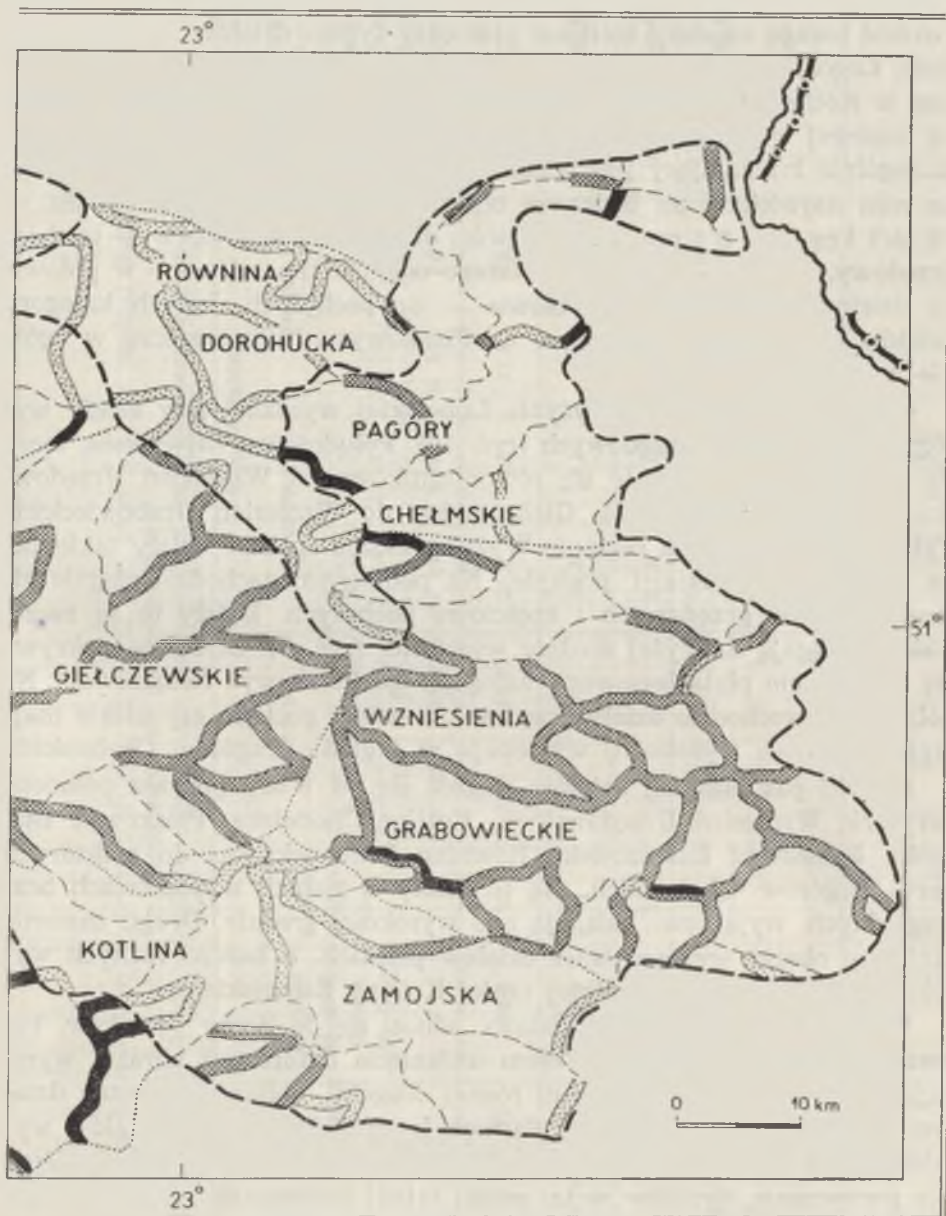 23°
RÓWNINA
DOROHUCKA
PAGÓRY
CHEŁMSKIE
51°
GIEŁCZEWSKIE
WZNIESIENIA
GRABOWIECKIE
KOTLINA
ZAMOJSKA
0 10 km
23°